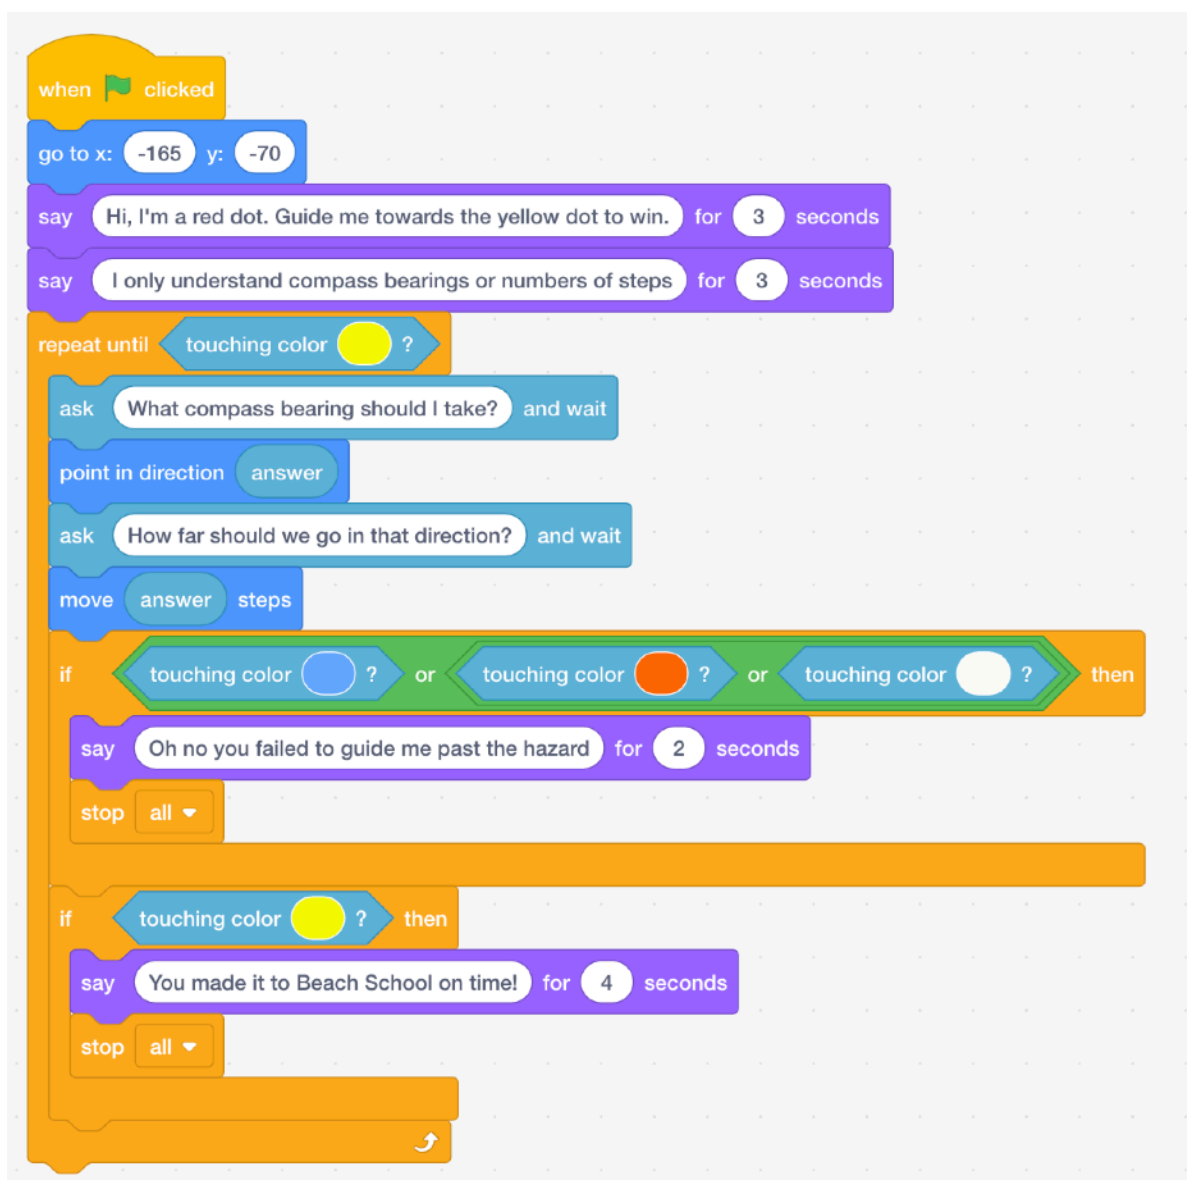 when clicked
go to x: -165 y: -70
say Hi, I'm a red dot. Guide me towards the yellow dot to win. for 3 seconds
say I only understand compass bearings or numbers of steps for 3 seconds
repeat until touching color ?
ask What compass bearing should I take? and wait
point in direction answer
ask How far should we go in that direction? and wait
move answer steps
if touching color ? or touching color ? or touching color ? then
say Oh no you failed to guide me past the hazard for 2 seconds
stop all
if touching color ? then
say You made it to Beach School on time! for 4 seconds
stop all